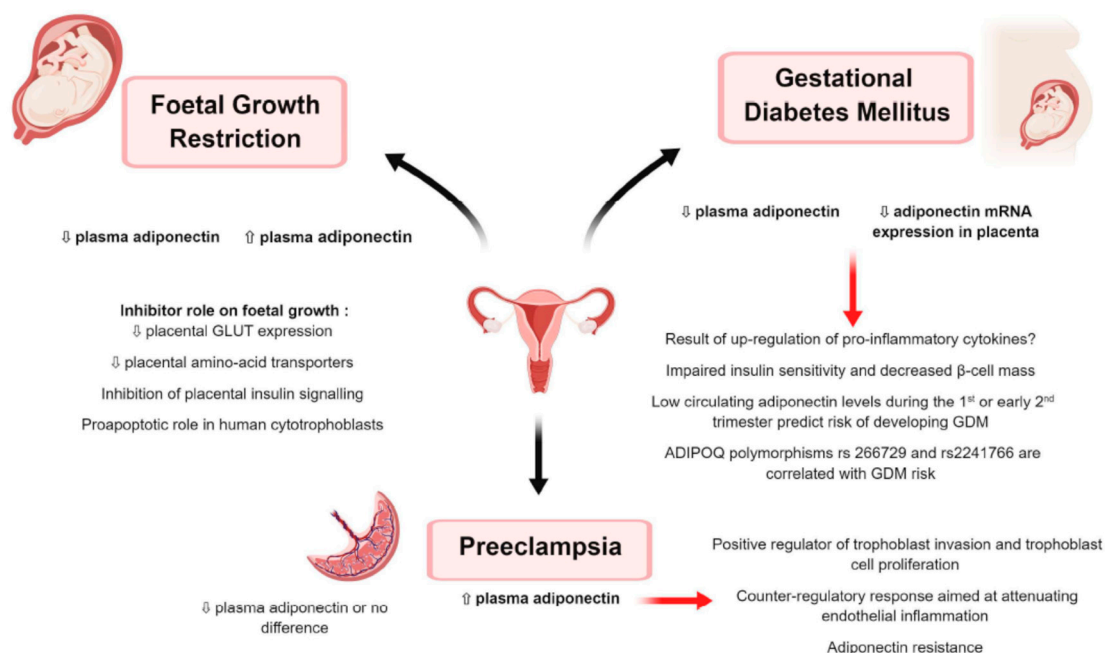 Foetal Growth
Restriction
Gestational
Diabetes Mellitus
⇩ plasma adiponectin ⇧ plasma adiponectin
Inhibitor role on foetal growth :
⇩ placental GLUT expression
⇩ placental amino-acid transporters
Inhibition of placental insulin signalling
Proapoptotic role in human cytotrophoblasts
⇩ plasma adiponectin
⇩ adiponectin mRNA
expression in placenta
Result of up-regulation of pro-inflammatory cytokines?
Impaired insulin sensitivity and decreased β-cell mass
Low circulating adiponectin levels during the 1st or early 2nd
trimester predict risk of developing GDM
ADIPOQ polymorphisms rs 266729 and rs2241766 are
correlated with GDM risk
Preeclampsia
⇩ plasma adiponectin or no
difference
⇧ plasma adiponectin
Positive regulator of trophoblast invasion and trophoblast
cell proliferation
Counter-regulatory response aimed at attenuating
endothelial inflammation
Adiponectin resistance